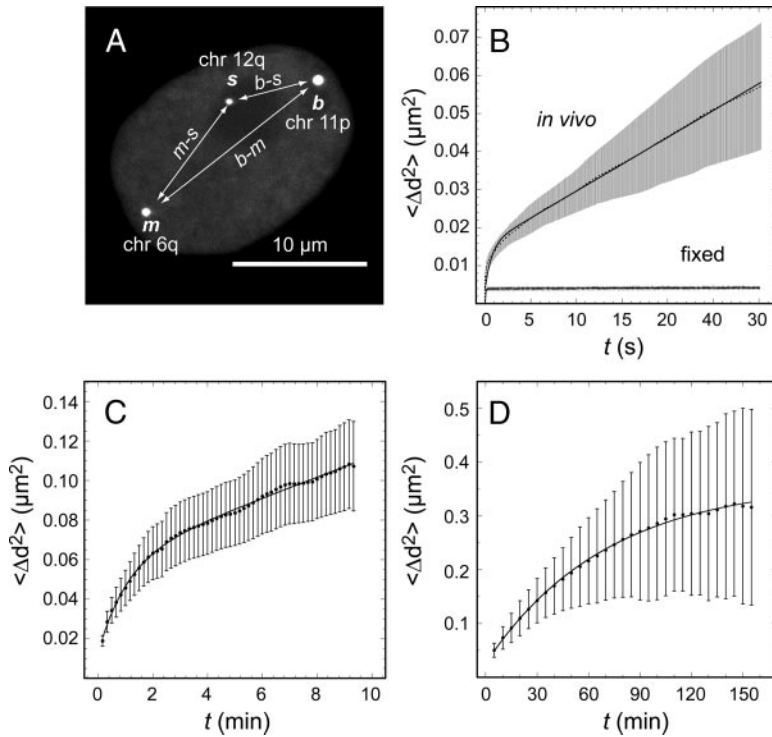 A
chr 12q
s
b-s
b
chr 11p
m-s
b-m
m
chr 6q
10 μm
B
<Δd²> (μm²)
0.07
0.06
0.05
0.04
0.03
0.02
0.01
in vivo
fixed
0 5 10 15 20 40 30
t (s)
C
<Δd²> (μm²)
0.14
0.12
0.10
0.08
0.06
0.04
0.02
0 2 4 6 8 10
t (min)
D
<Δd²> (μm²)
0.5
0.4
0.3
0.2
0.1
0 30 60 90 120 150
t (min)